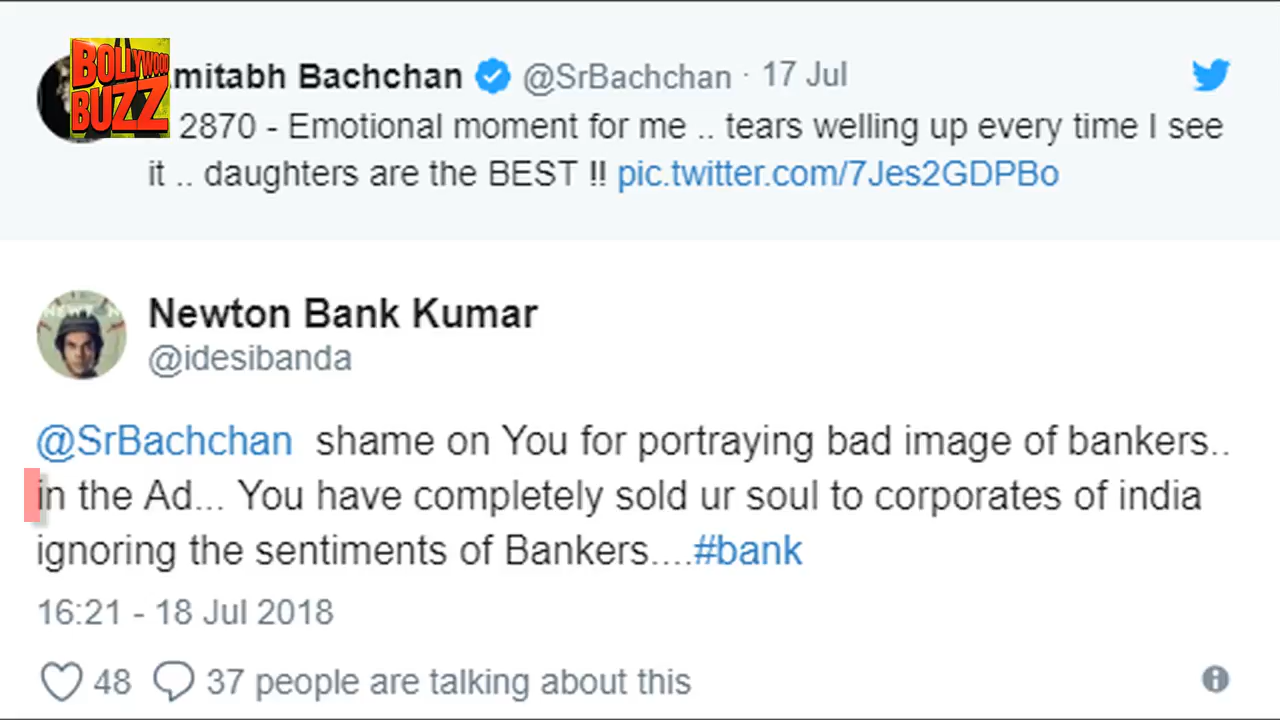 BOLLYWOOD
BUZZ
mitabh Bachchan @SrBachchan · 17 Jul
2870 - Emotional moment for me .. tears welling up every time I see
it .. daughters are the BEST !! pic.twitter.com/7Jes2GDPBo
Newton Bank Kumar
@idesibanda
@SrBachchan shame on You for portraying bad image of bankers..
in the Ad... You have completely sold ur soul to corporates of india
ignoring the sentiments of Bankers....#bank
16:21 - 18 Jul 2018
48 37 people are talking about this